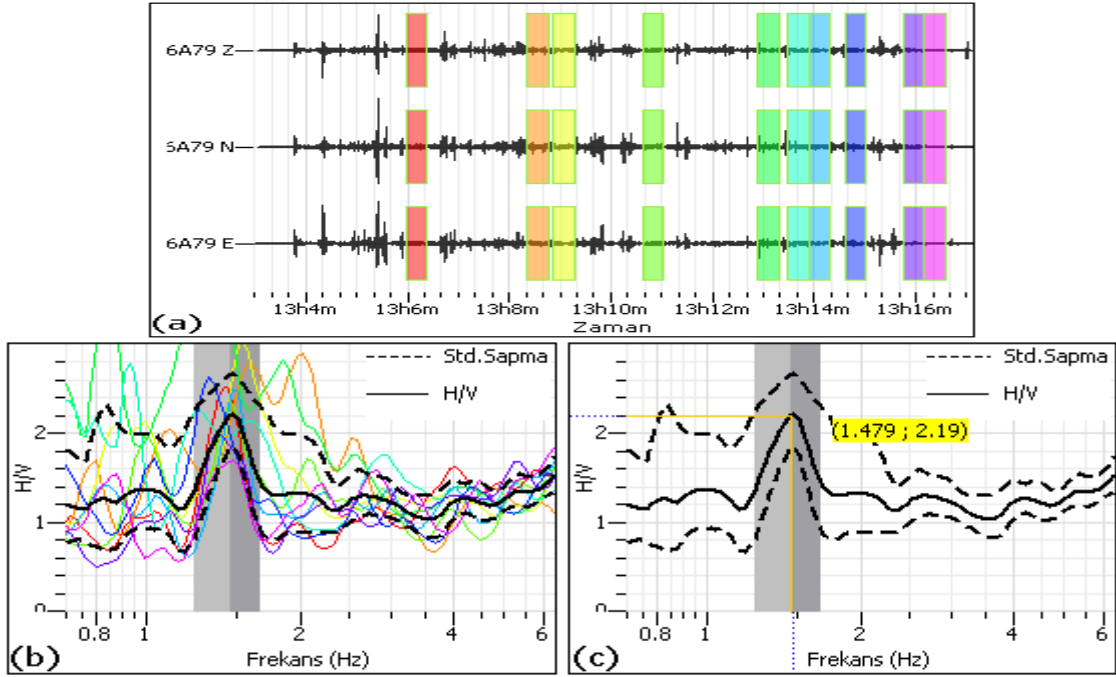 6A79 Z
6A79 N
6A79 E
13h4m 13h6m 13h8m 13h10m 13h12m 13h14m 13h16m
Zaman
(a)
Std.Sapma
H/V
2
1
0
H/V
0.8 1 2 4 6
Frekans (Hz)
(b)
Std.Sapma
H/V
(1.479 ; 2.19)
2
1
0
H/V
0.8 1 2 4 6
Frekans (Hz)
(c)